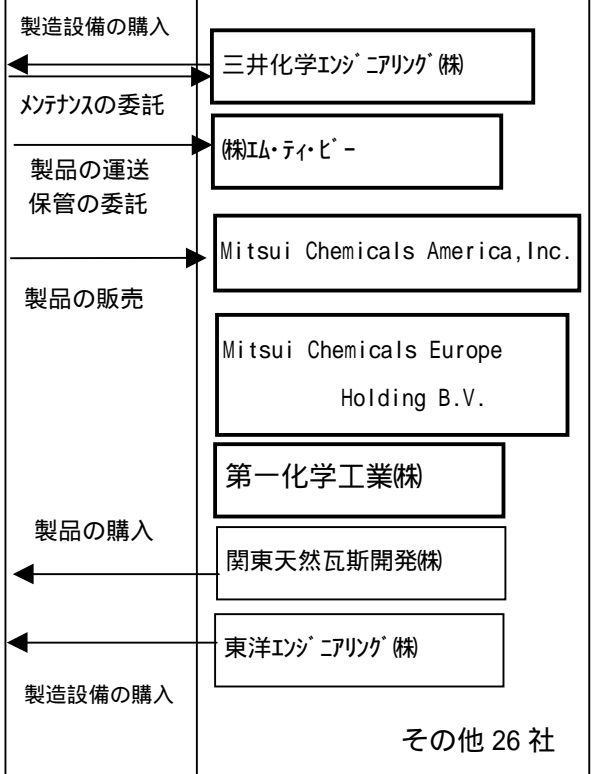 製造設備の購入
三井化学ｴﾝｼﾞﾆｱﾘﾝｸﾞ㈱
ﾒﾝﾃﾅﾝｽの委託
㈱ｴﾑ･ﾃｨ･ﾋﾞｰ
製品の運送
保管の委託
Mitsui Chemicals America,Inc.
製品の販売
Mitsui Chemicals Europe
Holding B.V.
第一化学工業㈱
製品の購入
関東天然瓦斯開発㈱
東洋ｴﾝｼﾞﾆｱﾘﾝｸﾞ㈱
製造設備の購入
その他 26 社